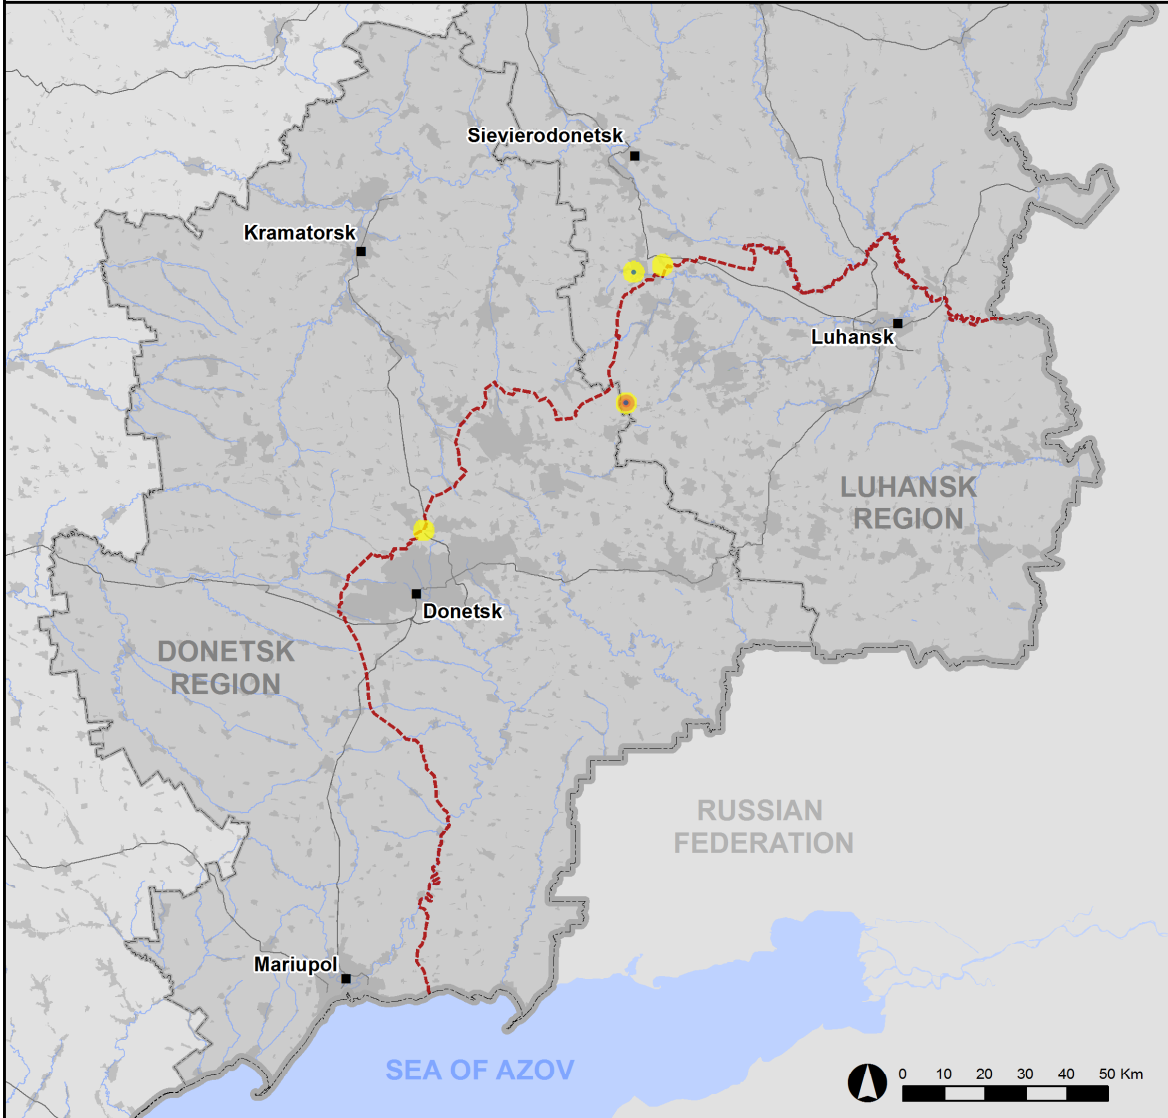 Sievierodonetsk
Kramatorsk
Luhansk
LUHANSK
REGION
Donetsk
DONETSK
REGION
RUSSIAN
FEDERATION
Mariupol
SEA OF AZOV
0 10 20 30 40 50 Km